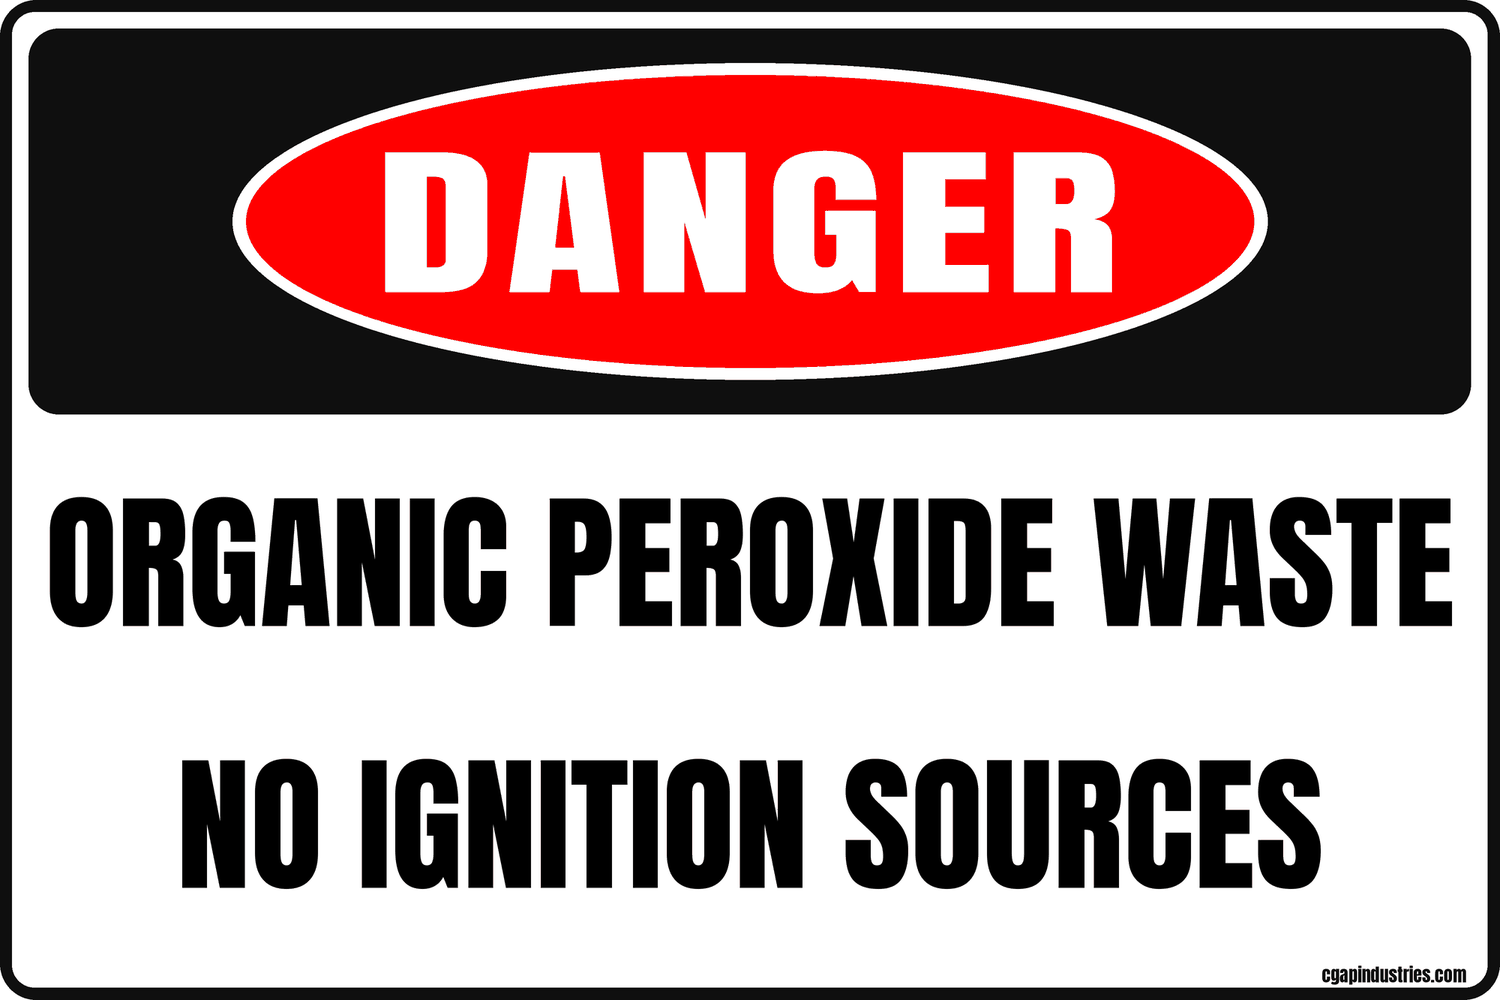 DANGER
ORGANIC PEROXIDE WASTE
NO IGNITION SOURCES
cgapindustries.com